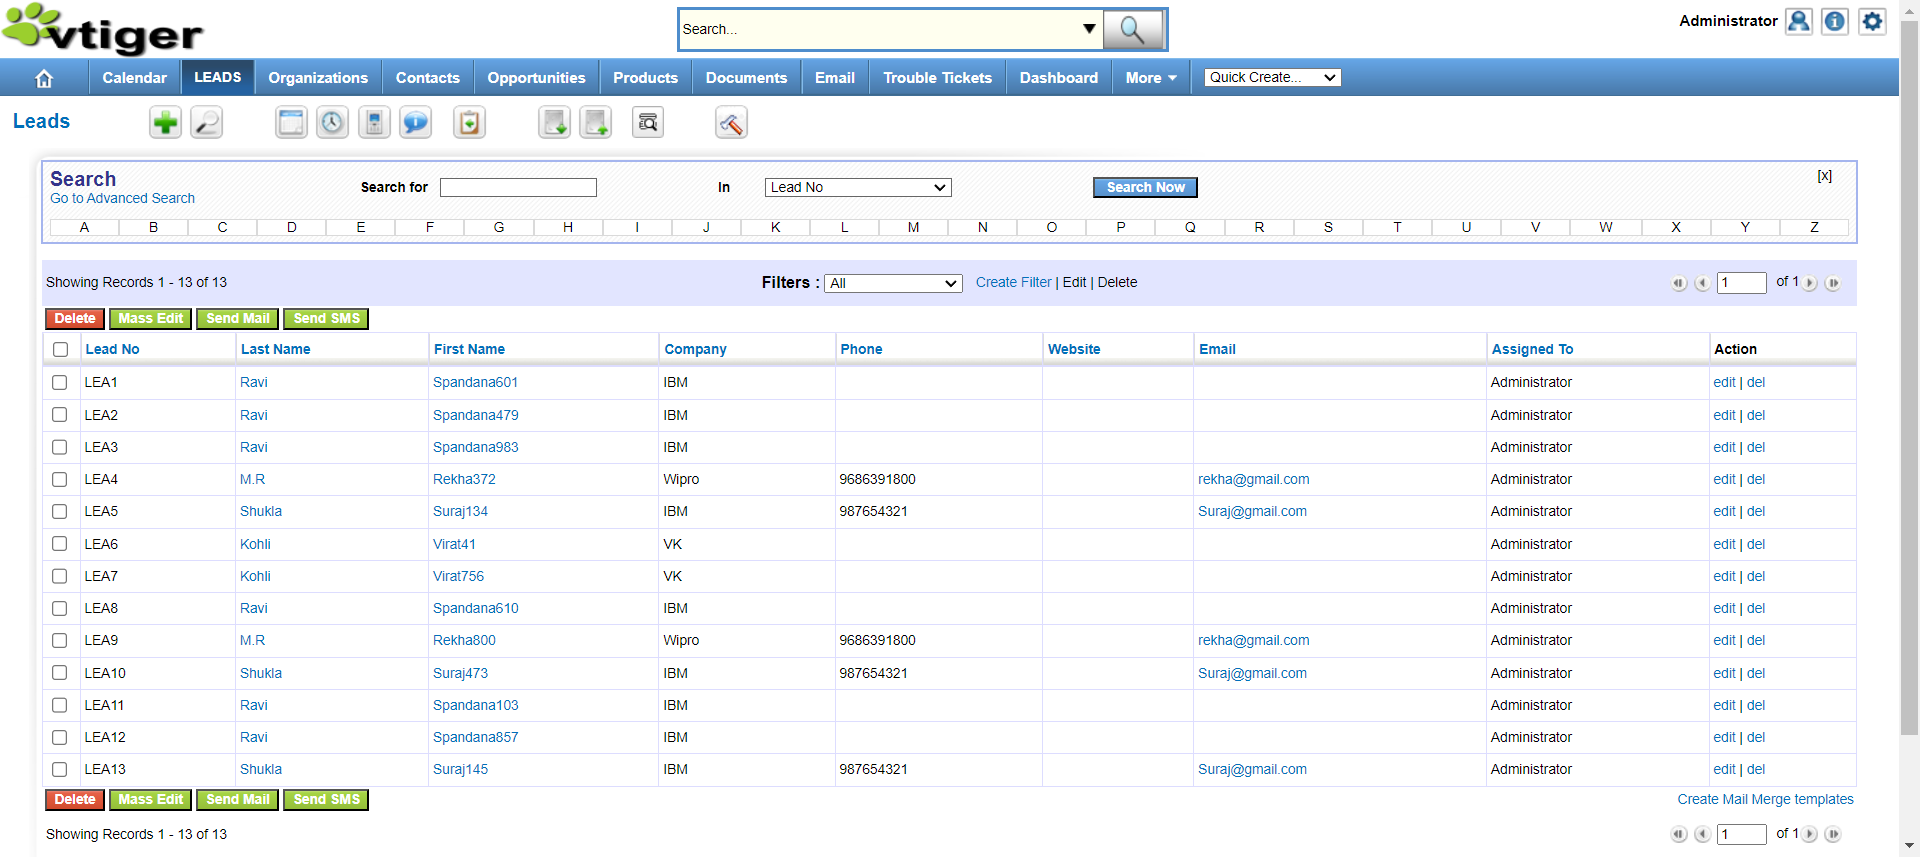 vtiger
Search...
Administrator
Calendar LEADS Organizations Contacts Opportunities Products Documents Email Trouble Tickets Dashboard More Quick Create...
Leads
Search
Go to Advanced Search
Search for In Lead No Search Now [x]
A B C D E F G H I J K L M N O P Q R S T U V W X Y Z
Showing Records 1 - 13 of 13 Filters : All Create Filter | Edit | Delete 1 of 1
Delete Mass Edit Send Mail Send SMS
Lead No Last Name First Name Company Phone Website Email Assigned To Action
LEA1 Ravi Spandana601 IBM Administrator edit | del
LEA2 Ravi Spandana479 IBM Administrator edit | del
LEA3 Ravi Spandana983 IBM Administrator edit | del
LEA4 M.R Rekha372 Wipro 9686391800 rekha@gmail.com Administrator edit | del
LEA5 Shukla Suraj134 IBM 987654321 Suraj@gmail.com Administrator edit | del
LEA6 Kohli Virat41 VK Administrator edit | del
LEA7 Kohli Virat756 VK Administrator edit | del
LEA8 Ravi Spandana610 IBM Administrator edit | del
LEA9 M.R Rekha800 Wipro 9686391800 rekha@gmail.com Administrator edit | del
LEA10 Shukla Suraj473 IBM 987654321 Suraj@gmail.com Administrator edit | del
LEA11 Ravi Spandana103 IBM Administrator edit | del
LEA12 Ravi Spandana857 IBM Administrator edit | del
LEA13 Shukla Suraj145 IBM 987654321 Suraj@gmail.com Administrator edit | del
Delete Mass Edit Send Mail Send SMS Create Mail Merge templates
Showing Records 1 - 13 of 13 1 of 1